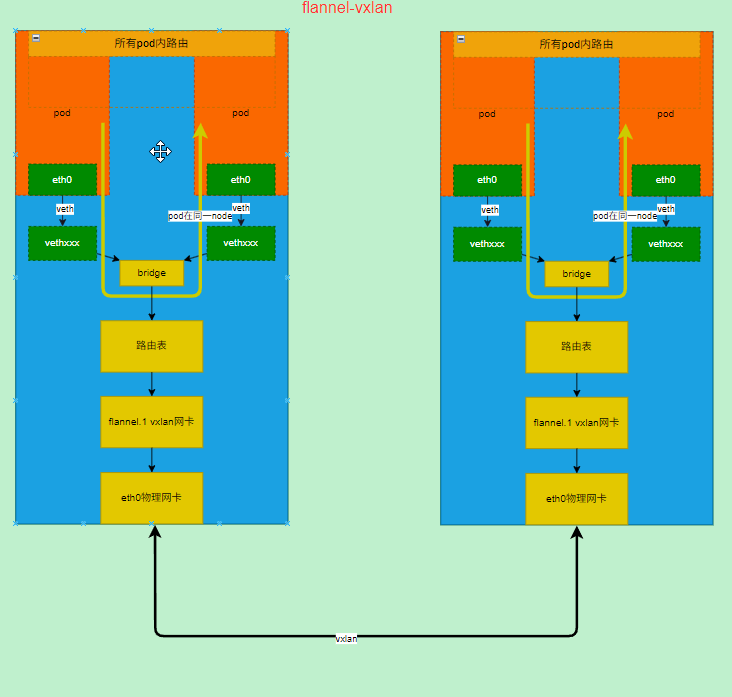 flannel-vxlan
所有pod内路由
pod
pod
eth0
eth0
veth
veth
pod在同一node
vethxxx
vethxxx
bridge
路由表
flannel.1 vxlan网卡
eth0物理网卡
所有pod内路由
pod
pod
eth0
eth0
veth
veth
pod在同一node
vethxxx
vethxxx
bridge
路由表
flannel.1 vxlan网卡
eth0物理网卡
vxlan